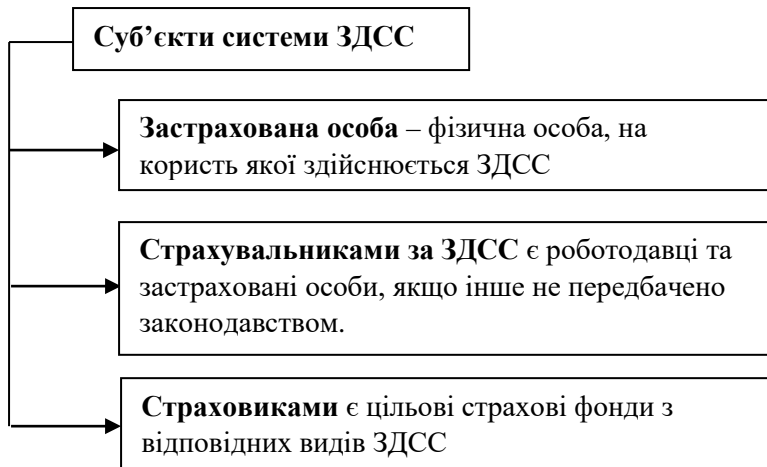 Суб’єкти системи ЗДСС
Застрахована особа – фізична особа, на
користь якої здійснюється ЗДСС
Страхувальниками за ЗДСС є роботодавці та
застраховані особи, якщо інше не передбачено
законодавством.
Страховиками є цільові страхові фонди з
відповідних видів ЗДСС